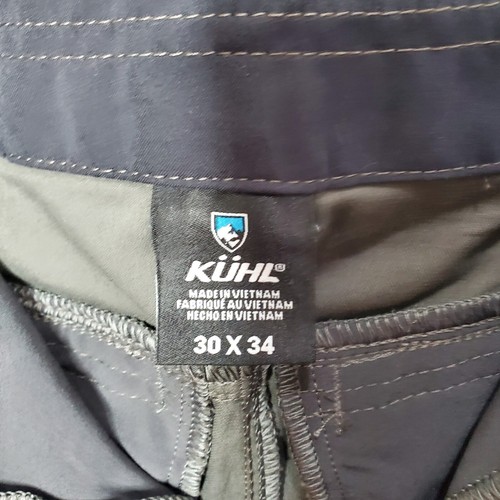 KÜHL®
MADE IN VIETNAM
FABRIQUÉ AU VIETNAM
HECHO EN VIETNAM
30 X 34